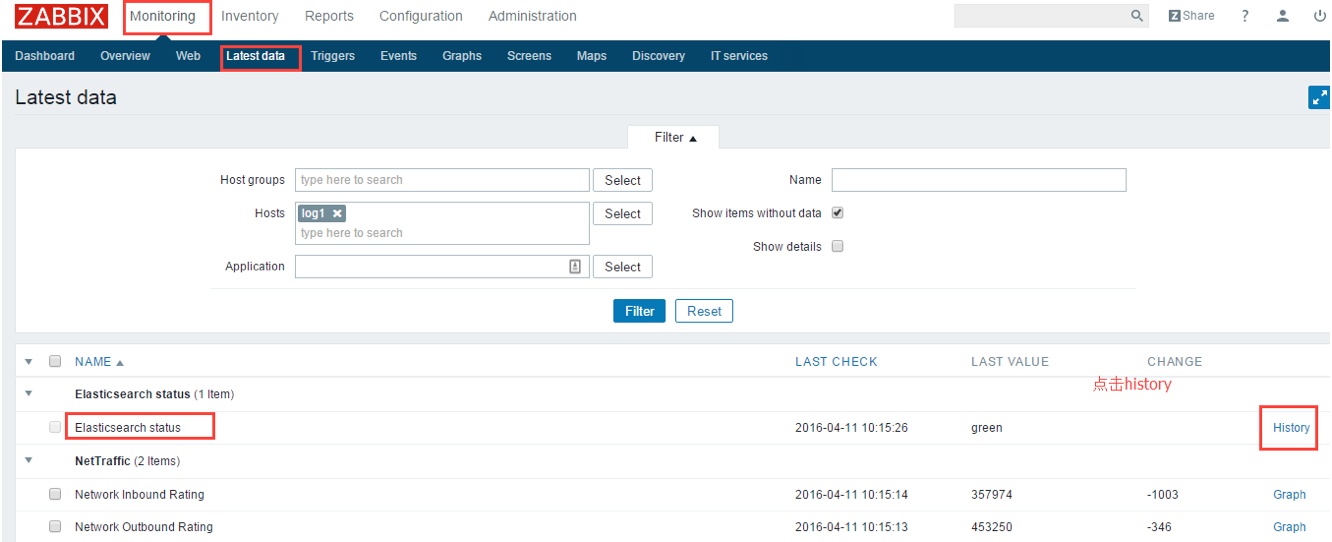 ZABBIX Monitoring Inventory Reports Configuration Administration Z Share ?
Dashboard Overview Web Latest data Triggers Events Graphs Screens Maps Discovery IT services
Latest data
Filter ▲
Host groups type here to search Select Name
Hosts log1 ✖ Select Show items without data
type here to search
Show details
Application Select
Filter Reset
▼ NAME ▲ LAST CHECK LAST VALUE CHANGE
点击history
▼ Elasticsearch status (1 Item)
Elasticsearch status 2016-04-11 10:15:26 green History
▼ NetTraffic (2 Items)
Network Inbound Rating 2016-04-11 10:15:14 357974 -1003 Graph
Network Outbound Rating 2016-04-11 10:15:13 453250 -346 Graph